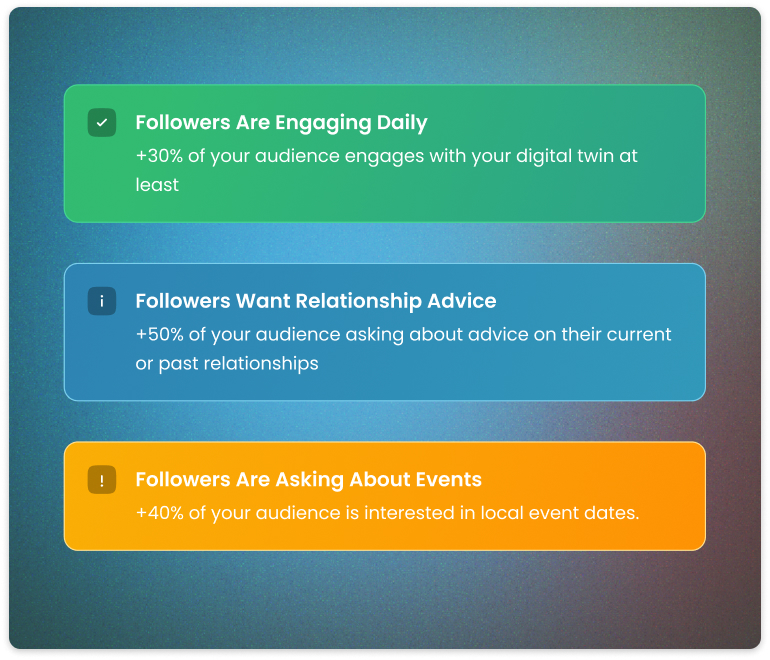 Followers Are Engaging Daily
+30% of your audience engages with your digital twin at
least
Followers Want Relationship Advice
+50% of your audience asking about advice on their current
or past relationships
Followers Are Asking About Events
+40% of your audience is interested in local event dates.